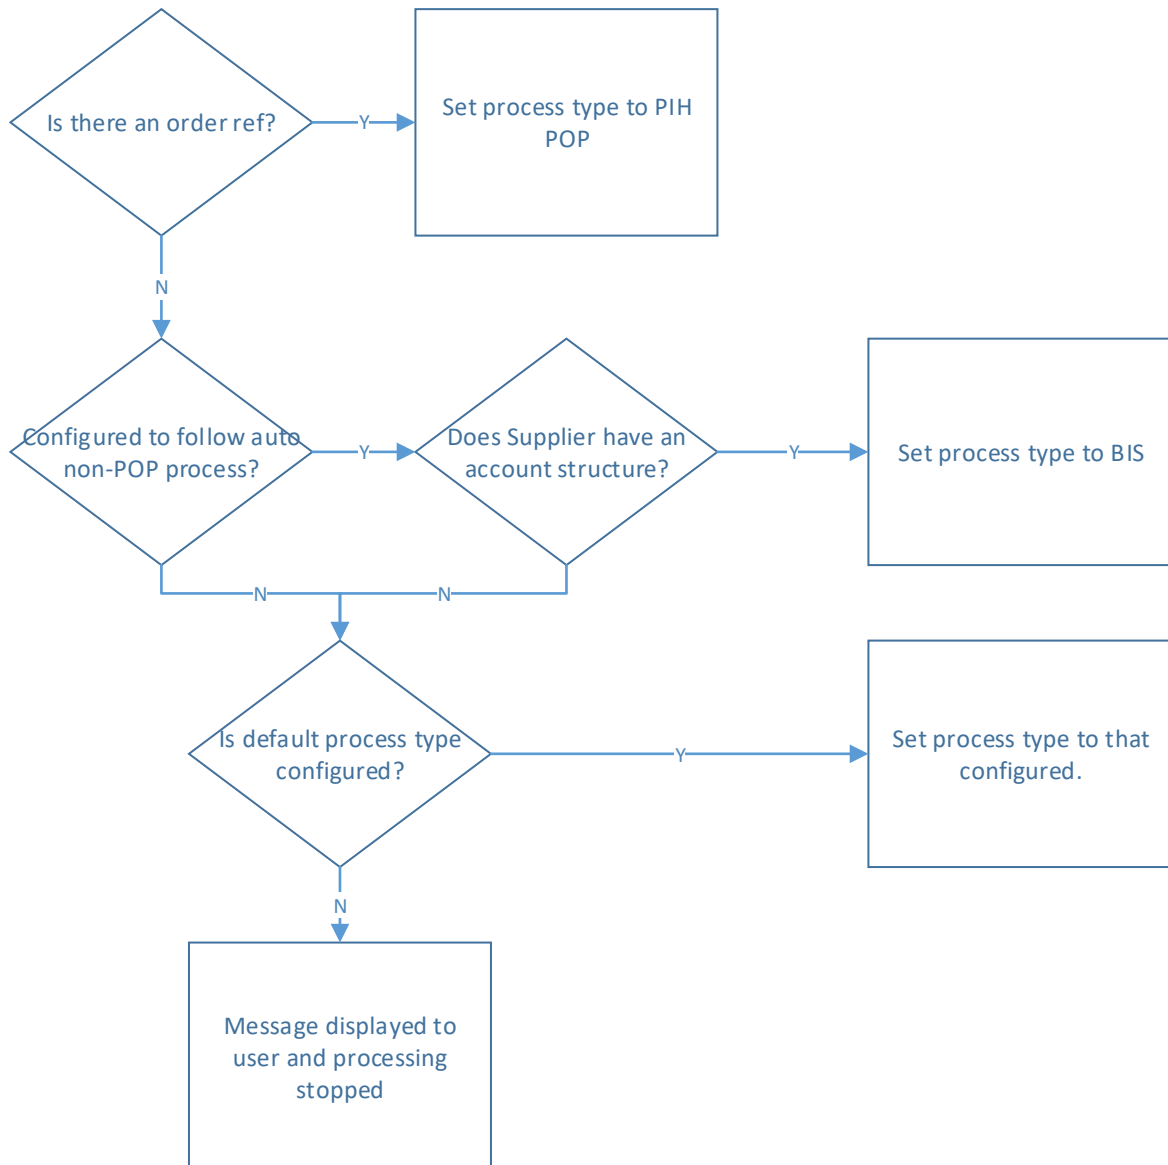 Is there an order ref?
Y
Set process type to PIH
POP
N
Configured to follow auto
non-POP process?
Y
Does Supplier have an
account structure?
Y
Set process type to BIS
N
N
Is default process type
configured?
Y
Set process type to that
configured.
N
Message displayed to
user and processing
stopped